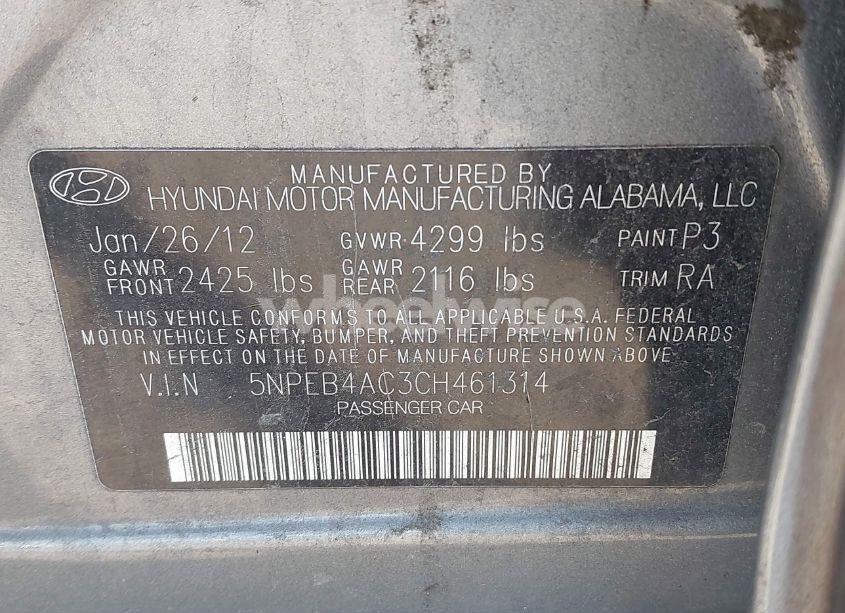 MANUFACTURED BY
HYUNDAI MOTOR MANUFACTURING ALABAMA, LLC
Jan/26/12 GVWR 4299 lbs PAINT P3
GAWR FRONT 2425 lbs GAWR REAR 2116 lbs TRIM RA
THIS VEHICLE CONFORMS TO ALL APPLICABLE U.S.A. FEDERAL
MOTOR VEHICLE SAFETY, BUMPER, AND THEFT PREVENTION STANDARDS
IN EFFECT ON THE DATE OF MANUFACTURE SHOWN ABOVE.
V.I.N 5NPEB4AC3CH461314
PASSENGER CAR
wheelwise